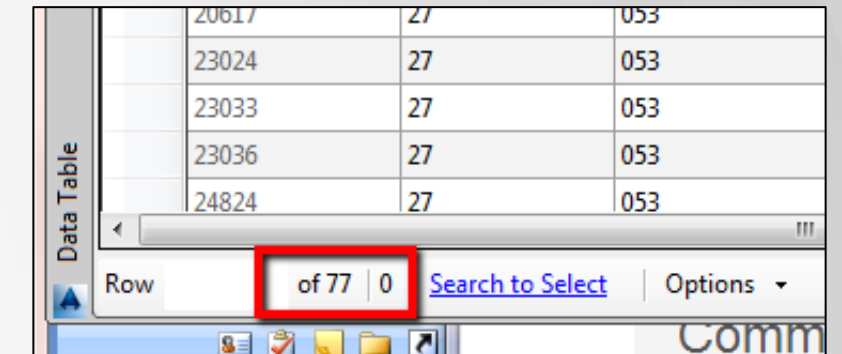 20617 27 053
23024 27 053
23033 27 053
23036 27 053
24824 27 053
Data Table
Row of 77 | 0 Search to Select Options
Comm